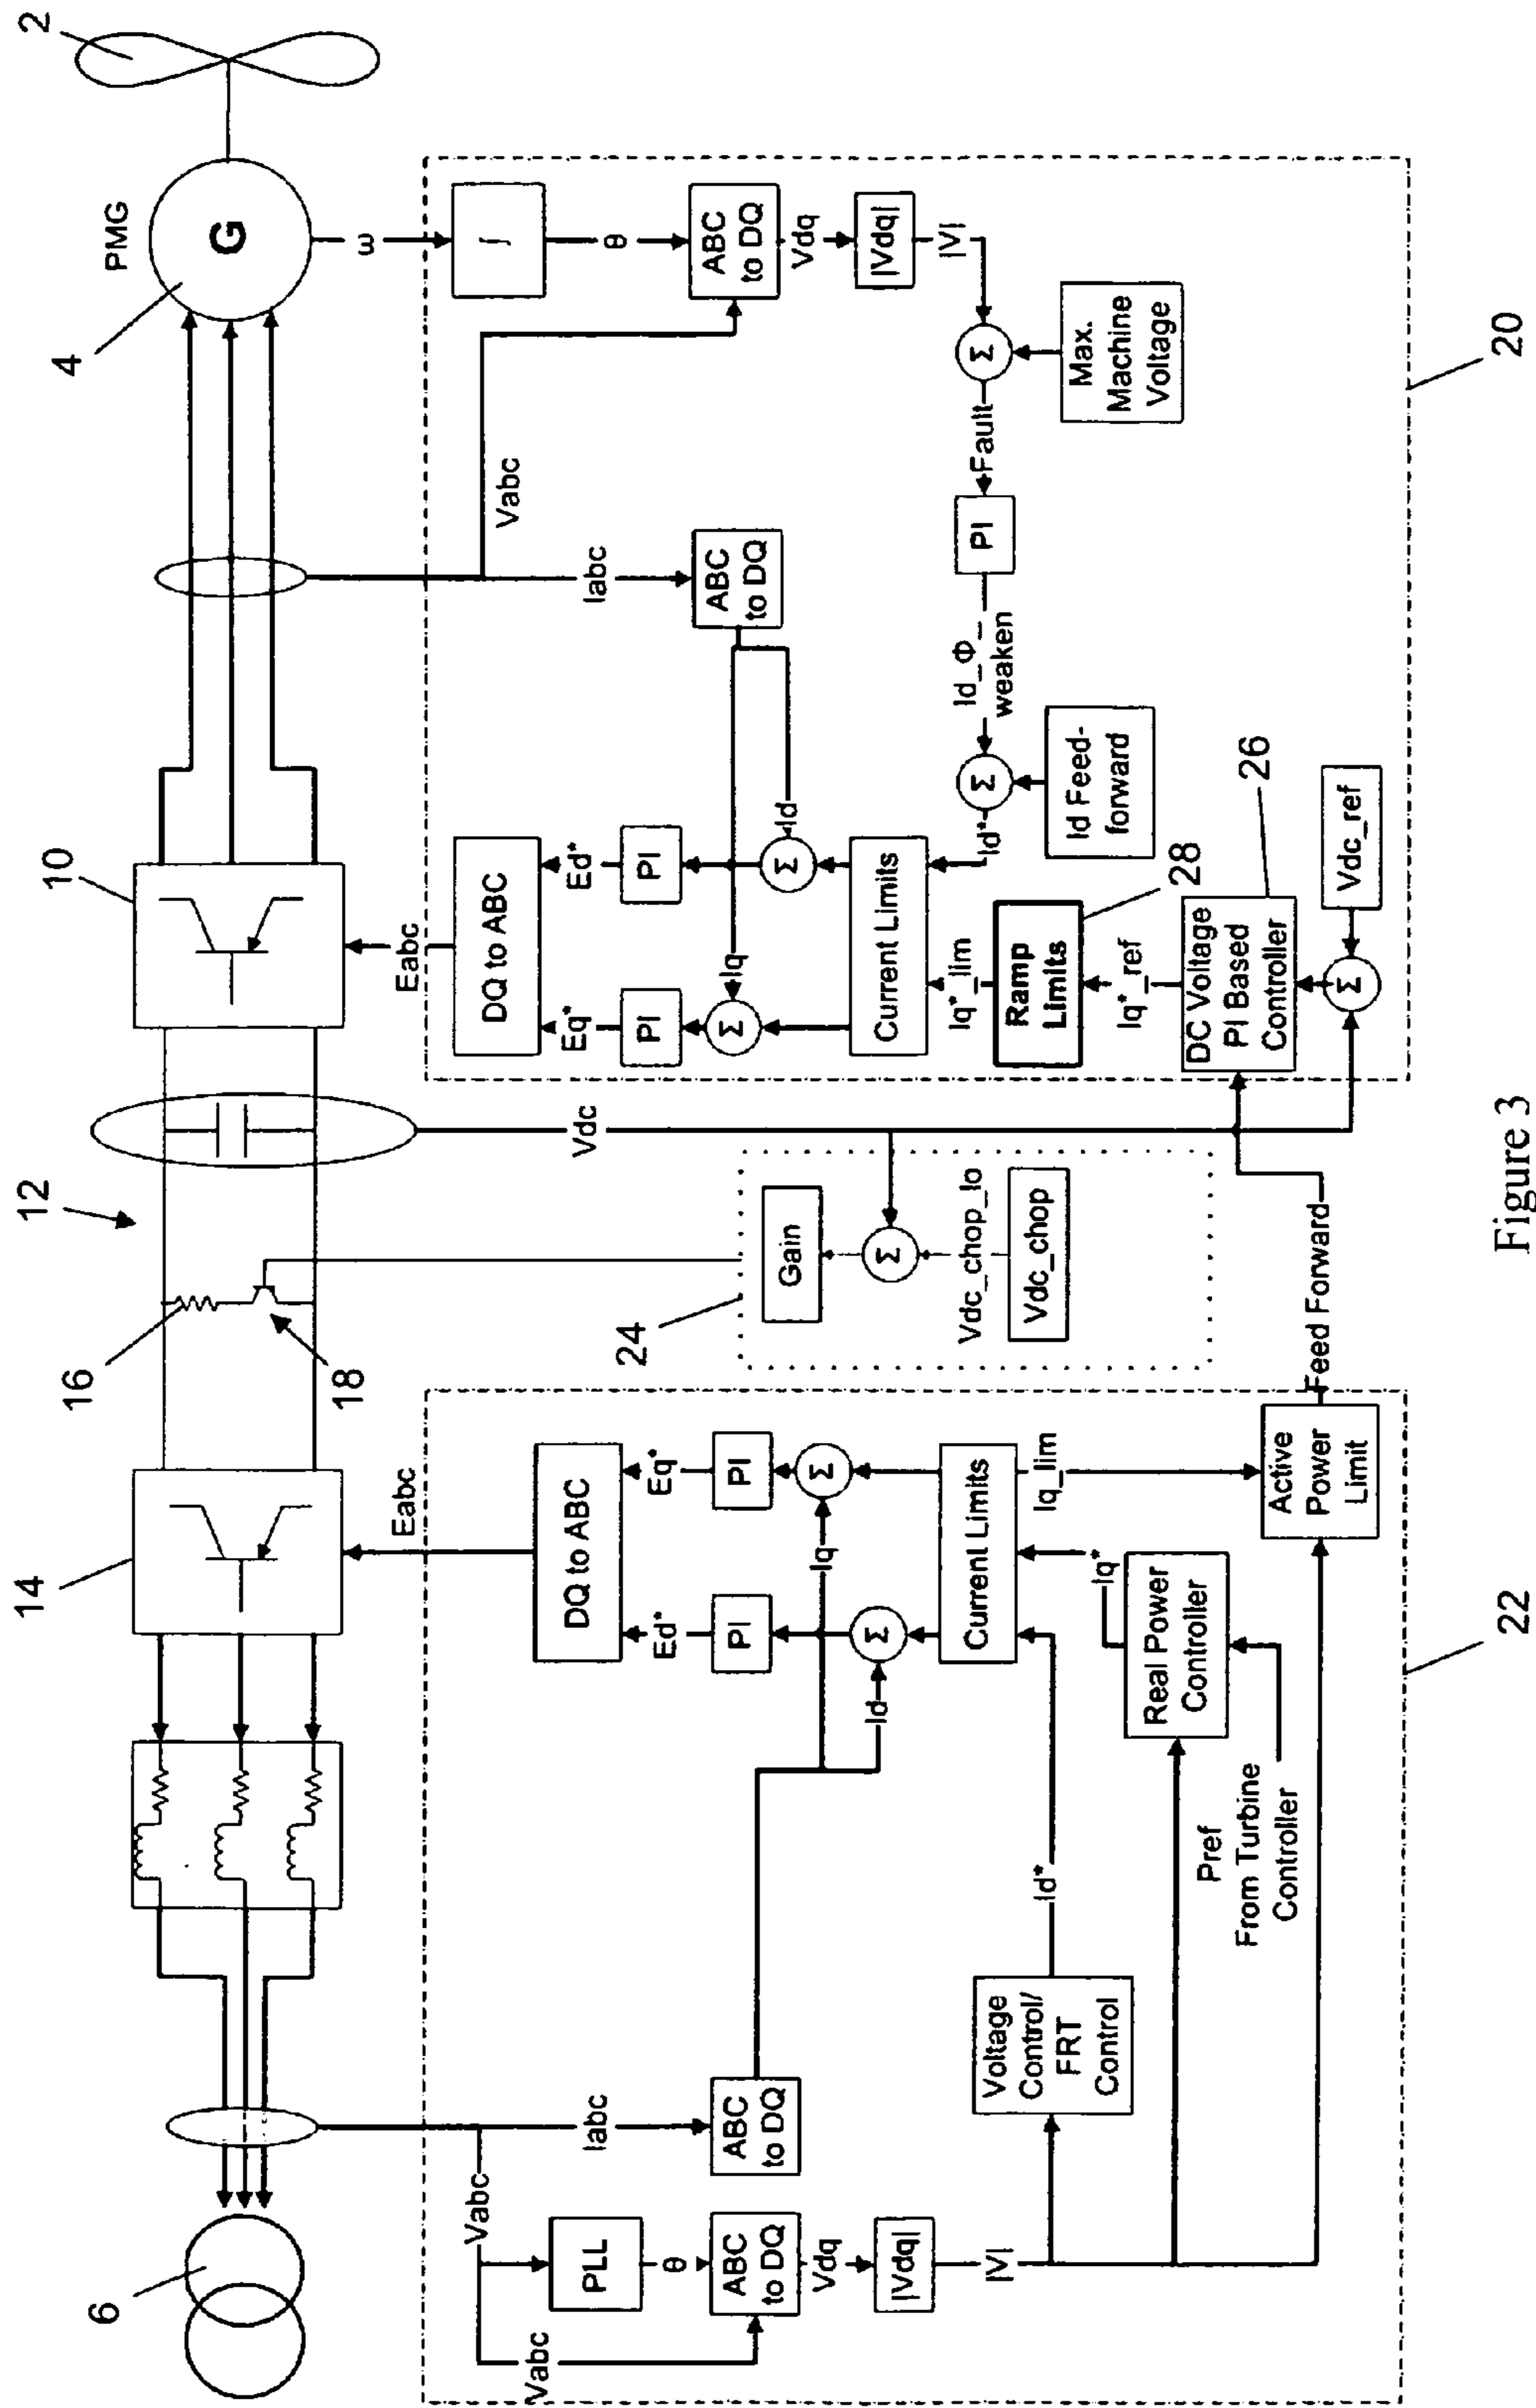 6
14
16
18
12
10
4
PMG
G
2
Eabc
Vdc
Eabc
ω
Vabc
Iabc
Vabc
PLL
θ
ABC
to DQ
Vdq
|Vdq|
|V|
Vabc
Iabc
ABC
to DQ
DQ to ABC
Ed*
Eq*
PI
PI
Σ
Σ
Id
Iq
Current Limits
Id*
Iq*
Iq_lim
Voltage
Control/
FRT
Control
Real Power
Controller
Pref
From Turbine
Controller
Active
Power
Limit
Feed Forward
22
24
Gain
Σ
Vdc_chop_lo
Vdc_chop
DQ to ABC
Eq*
Ed*
PI
PI
Σ
Σ
Iq
Id
ABC
to DQ
Current Limits
Iq*_lim
Id*
Ramp
Limits
28
Iq*_ref
DC Voltage
PI Based
Controller
26
Σ
Vdc_ref
Σ
Id Feed-
forward
Id_Φ_
weaken
PI
Fault
Σ
Max.
Machine
Voltage
∫
θ
ABC
to DQ
Vdq
|Vdq|
|V|
20
Figure 3